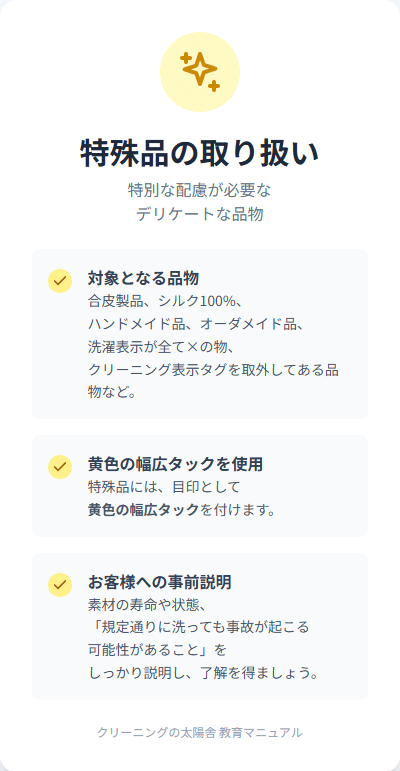 特殊品の取り扱い
特別な配慮が必要な
デリケートな品物
対象となる品物
合皮製品、シルク100%、
ハンドメイド品、オーダメイド品、
洗濯表示が全て×の物、
クリーニング表示タグを取外してある品
物など。
黄色の幅広タックを使用
特殊品には、目印として
黄色の幅広タックを付けます。
お客様への事前説明
素材の寿命や状態、
「規定通りに洗っても事故が起こる
可能性があること」を
しっかり説明し、了解を得ましょう。
クリーニングの太陽舎 教育マニュアル